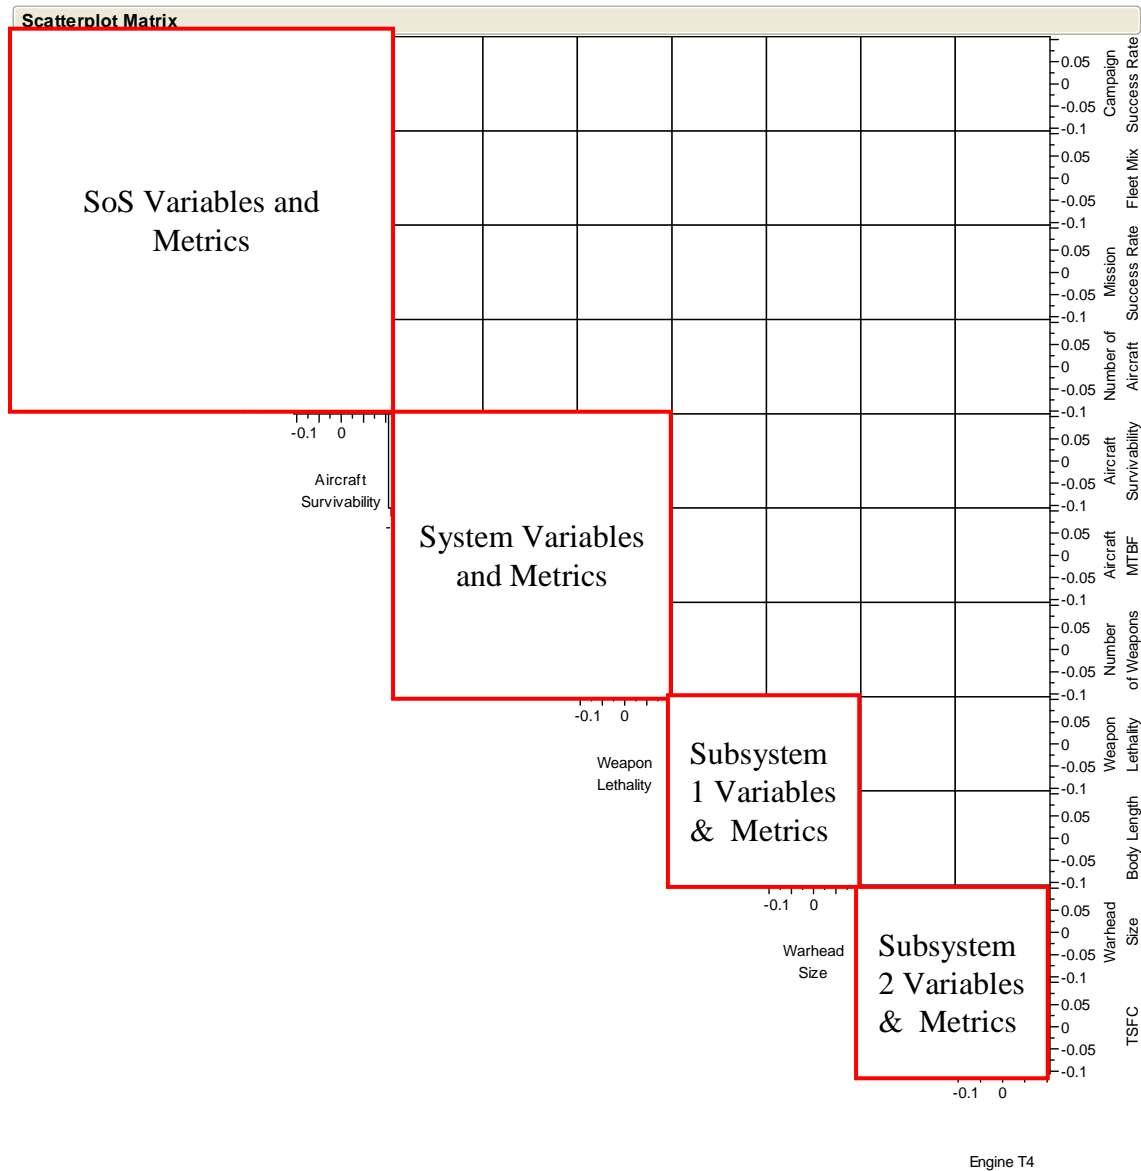 Scatterplot Matrix
SoS Variables and
Metrics
0.05
0
-0.05
-0.1
Campaign
Success Rate
0.05
0
-0.05
-0.1
Fleet Mix
0.05
0
-0.05
-0.1
Mission
Success Rate
0.05
0
-0.05
-0.1
Number of
Aircraft
-0.1 0
Aircraft
Survivability
-
System Variables
and Metrics
0.05
0
-0.05
-0.1
Aircraft
Survivability
0.05
0
-0.05
-0.1
Aircraft
MTBF
0.05
0
-0.05
-0.1
Number
of Weapons
-0.1 0
Weapon
Lethality
Subsystem
1 Variables
& Metrics
0.05
0
-0.05
-0.1
Weapon
Lethality
0.05
0
-0.05
-0.1
Body Length
-0.1 0
Warhead
Size
Subsystem
2 Variables
& Metrics
0.05
0
-0.05
-0.1
Warhead
Size
0.05
0
-0.05
-0.1
TSFC
-0.1 0
Engine T4